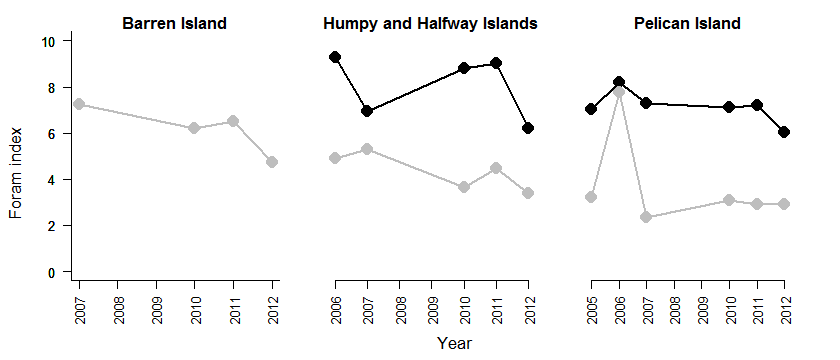 Barren Island
Humpy and Halfway Islands
Pelican Island
Foram index
10
8
6
4
2
0
2007 2008 2009 2010 2011 2012
2006 2007 2008 2009 2010 2011 2012
2005 2006 2007 2008 2009 2010 2011 2012
Year